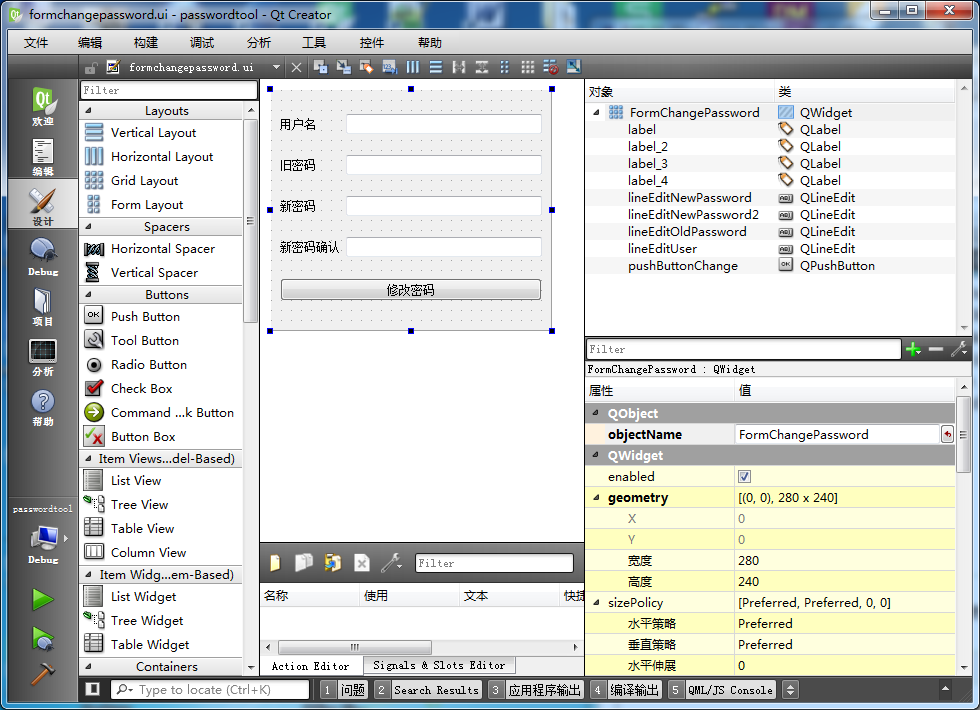 formchangepassword.ui - passwordtool - Qt Creator
文件 编辑 构建 调试 分析 工具 控件 帮助
formchangepassword.ui
欢迎
编辑
设计
Debug
项目
分析
帮助
passwordtool
Debug
Filter
Layouts
Vertical Layout
Horizontal Layout
Grid Layout
Form Layout
Spacers
Horizontal Spacer
Vertical Spacer
Buttons
Push Button
Tool Button
Radio Button
Check Box
Command ...k Button
Button Box
Item Views...del-Based)
List View
Tree View
Table View
Column View
Item Widg...em-Based)
List Widget
Tree Widget
Table Widget
Containers
用户名
旧密码
新密码
新密码确认
修改密码
Filter
名称 使用 文本 快捷
Action Editor Signals & Slots Editor
对象 类
FormChangePassword QWidget
label QLabel
label_2 QLabel
label_3 QLabel
label_4 QLabel
lineEditNewPassword QLineEdit
lineEditNewPassword2 QLineEdit
lineEditOldPassword QLineEdit
lineEditUser QLineEdit
pushButtonChange QPushButton
Filter
FormChangePassword : QWidget
属性 值
QObject
objectName FormChangePassword
QWidget
enabled
geometry [(0, 0), 280 x 240]
X 0
Y 0
宽度 280
高度 240
sizePolicy [Preferred, Preferred, 0, 0]
水平策略 Preferred
垂直策略 Preferred
水平伸展 0
Type to locate (Ctrl+K) 1 问题 2 Search Results 3 应用程序输出 4 编译输出 5 QML/JS Console